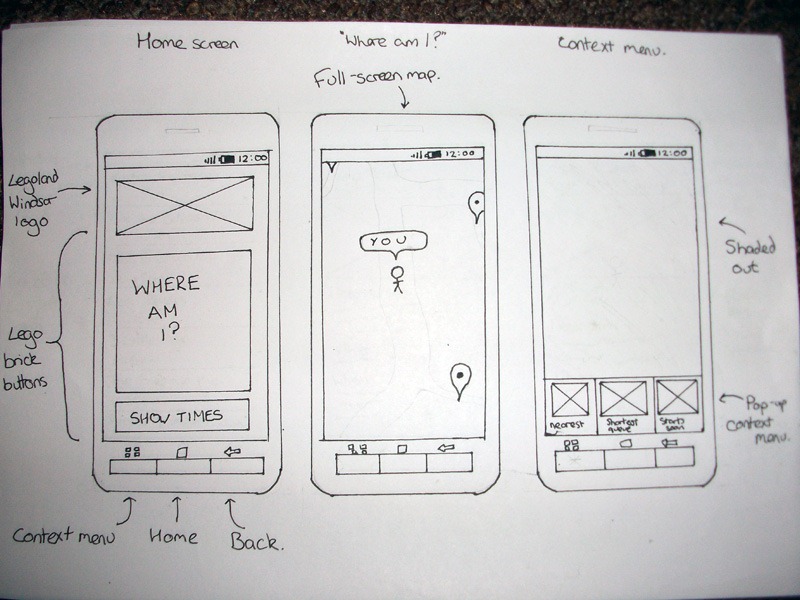 Home screen
"Where am I?"
Context menu.
Full-screen map.
12:00
12:00
12:00
Legoland
Windsor
logo
WHERE
AM
I?
Lego
brick
buttons
SHOW TIMES
YOU
Shaded
out
nearest
Shortest
queue
Starts
soon
Pop-up
context
menu.
Context menu
Home
Back.